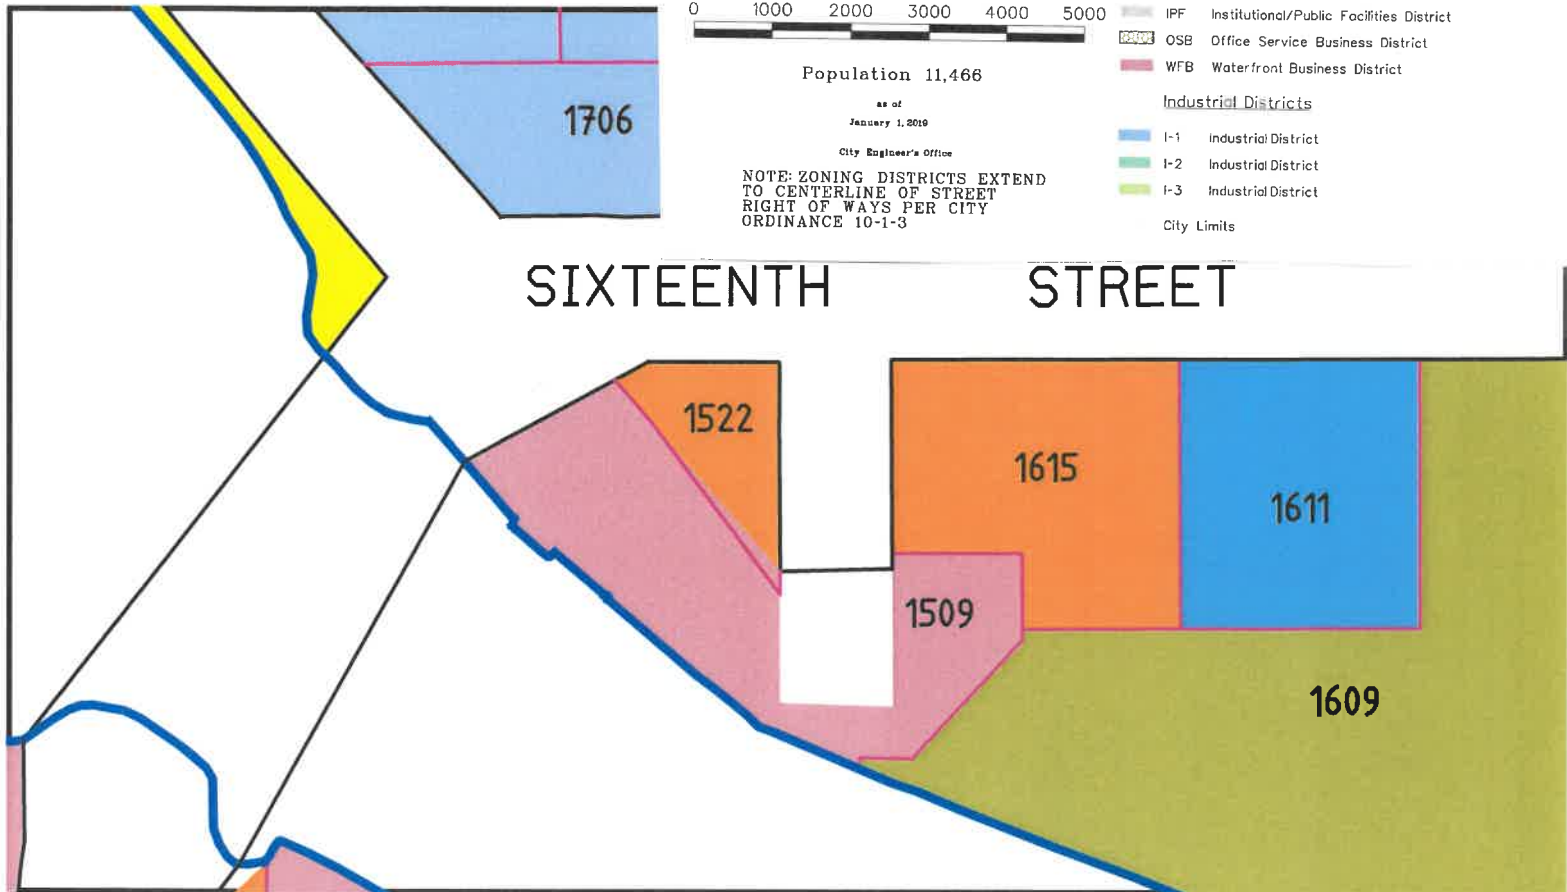 0 1000 2000 3000 4000 5000
Population 11,466
as of
January 1, 2019
City Engineer's Office
NOTE: ZONING DISTRICTS EXTEND
TO CENTERLINE OF STREET
RIGHT OF WAYS PER CITY
ORDINANCE 10-1-3
IPF Institutional/Public Facilities District
OSB Office Service Business District
WFB Waterfront Business District
Industrial Districts
I-1 Industrial District
I-2 Industrial District
I-3 Industrial District
City Limits
1706
SIXTEENTH STREET
1522
1615
1611
1509
1609